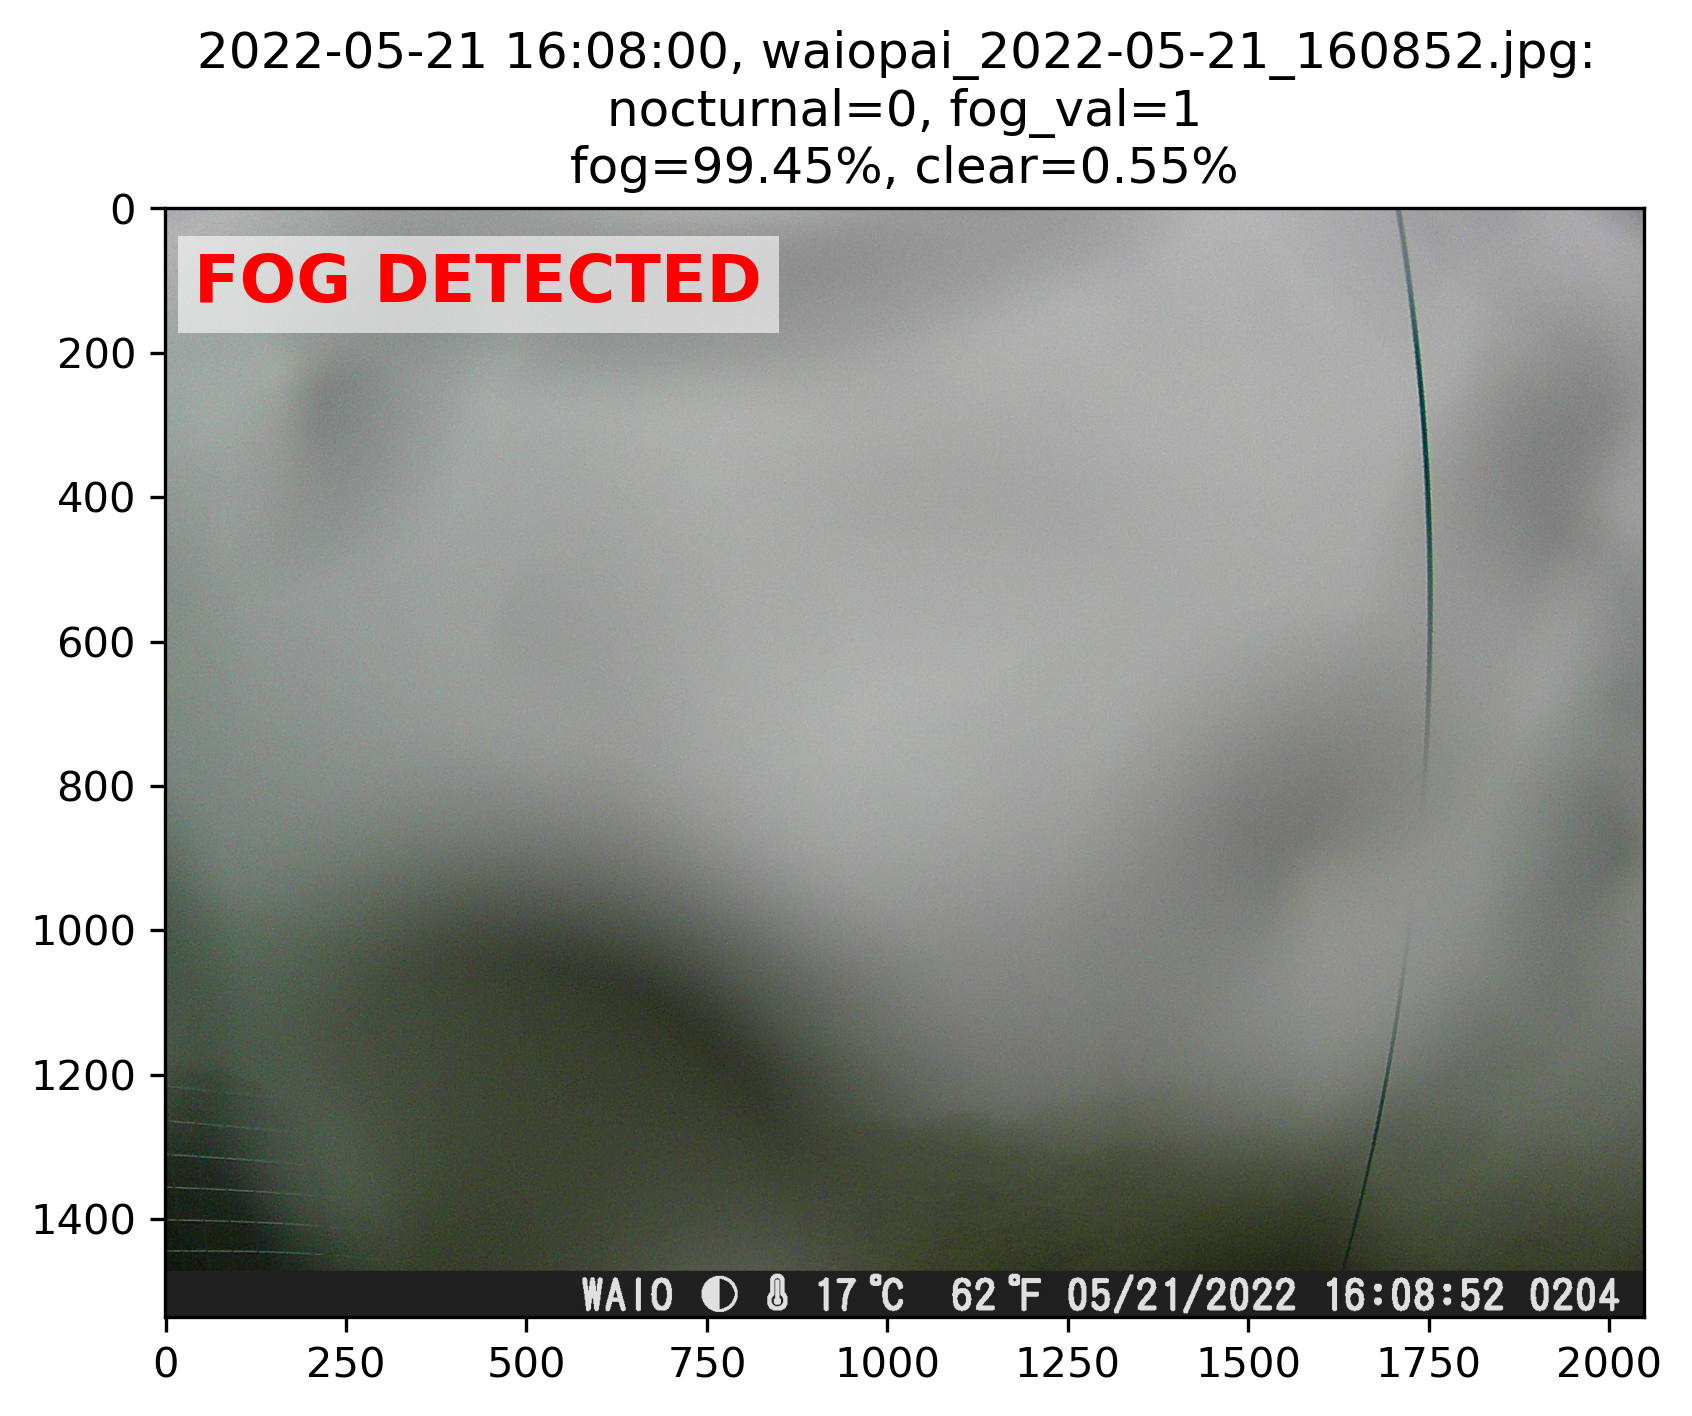 2022-05-21 16:08:00, waiopai_2022-05-21_160852.jpg:
nocturnal=0, fog_val=1
fog=99.45%, clear=0.55%
FOG DETECTED
0
200
400
600
800
1000
1200
1400
WAIO 17°C 62°F 05/21/2022 16:08:52 0204
0 250 500 750 1000 1250 1500 1750 2000